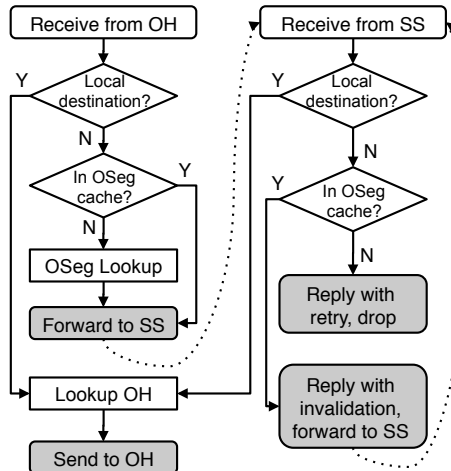 Receive from OH
Y
Local
destination?
N
In OSeg
cache?
Y
N
OSeg Lookup
Forward to SS
Lookup OH
Send to OH
Receive from SS
Y
Local
destination?
N
Y
In OSeg
cache?
N
Reply with
retry, drop
Reply with
invalidation,
forward to SS